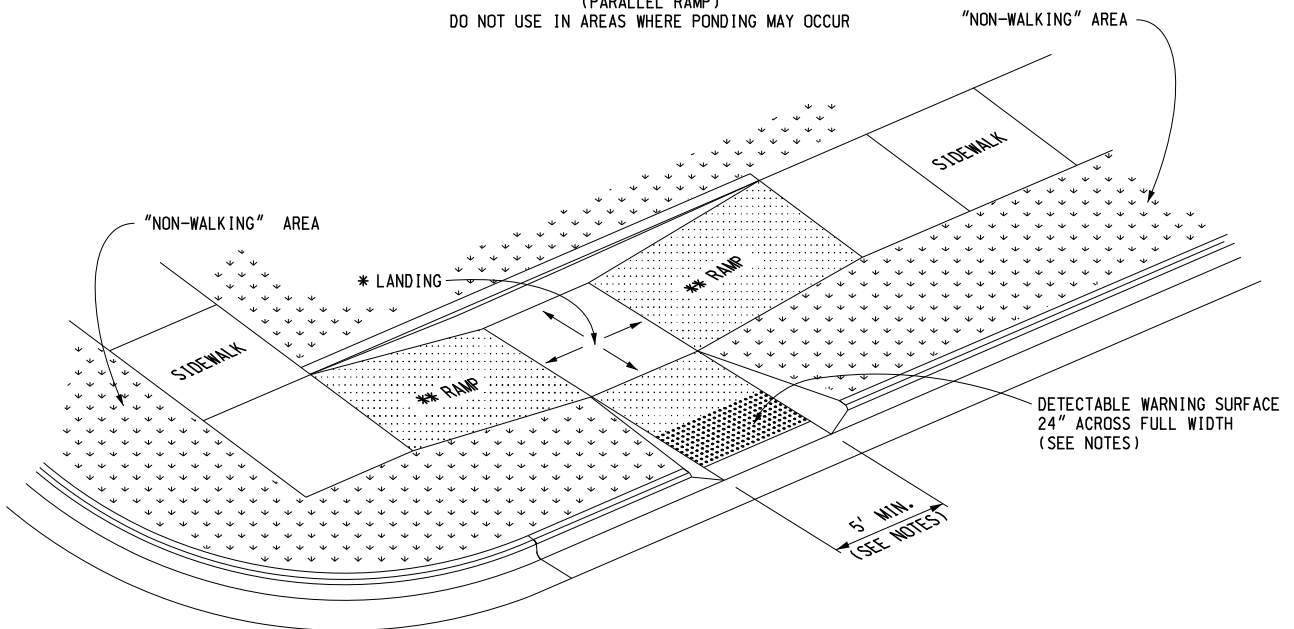 (PARALLEL RAMP)
DO NOT USE IN AREAS WHERE PONDING MAY OCCUR
"NON-WALKING" AREA
SIDEWALK
"NON-WALKING" AREA
** RAMP
* LANDING
SIDEWALK
** RAMP
DETECTABLE WARNING SURFACE
24" ACROSS FULL WIDTH
(SEE NOTES)
5' MIN.
(SEE NOTES)